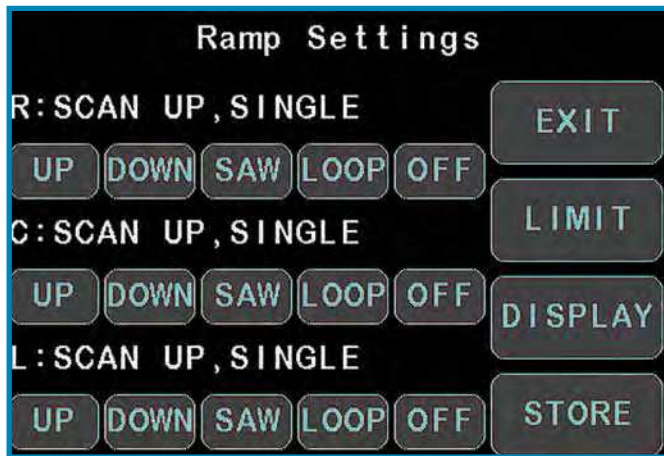 Ramp Settings
R:SCAN UP,SINGLE
EXIT
UP DOWN SAW LOOP OFF
LIMIT
C:SCAN UP,SINGLE
UP DOWN SAW LOOP OFF
DISPLAY
L:SCAN UP,SINGLE
UP DOWN SAW LOOP OFF
STORE